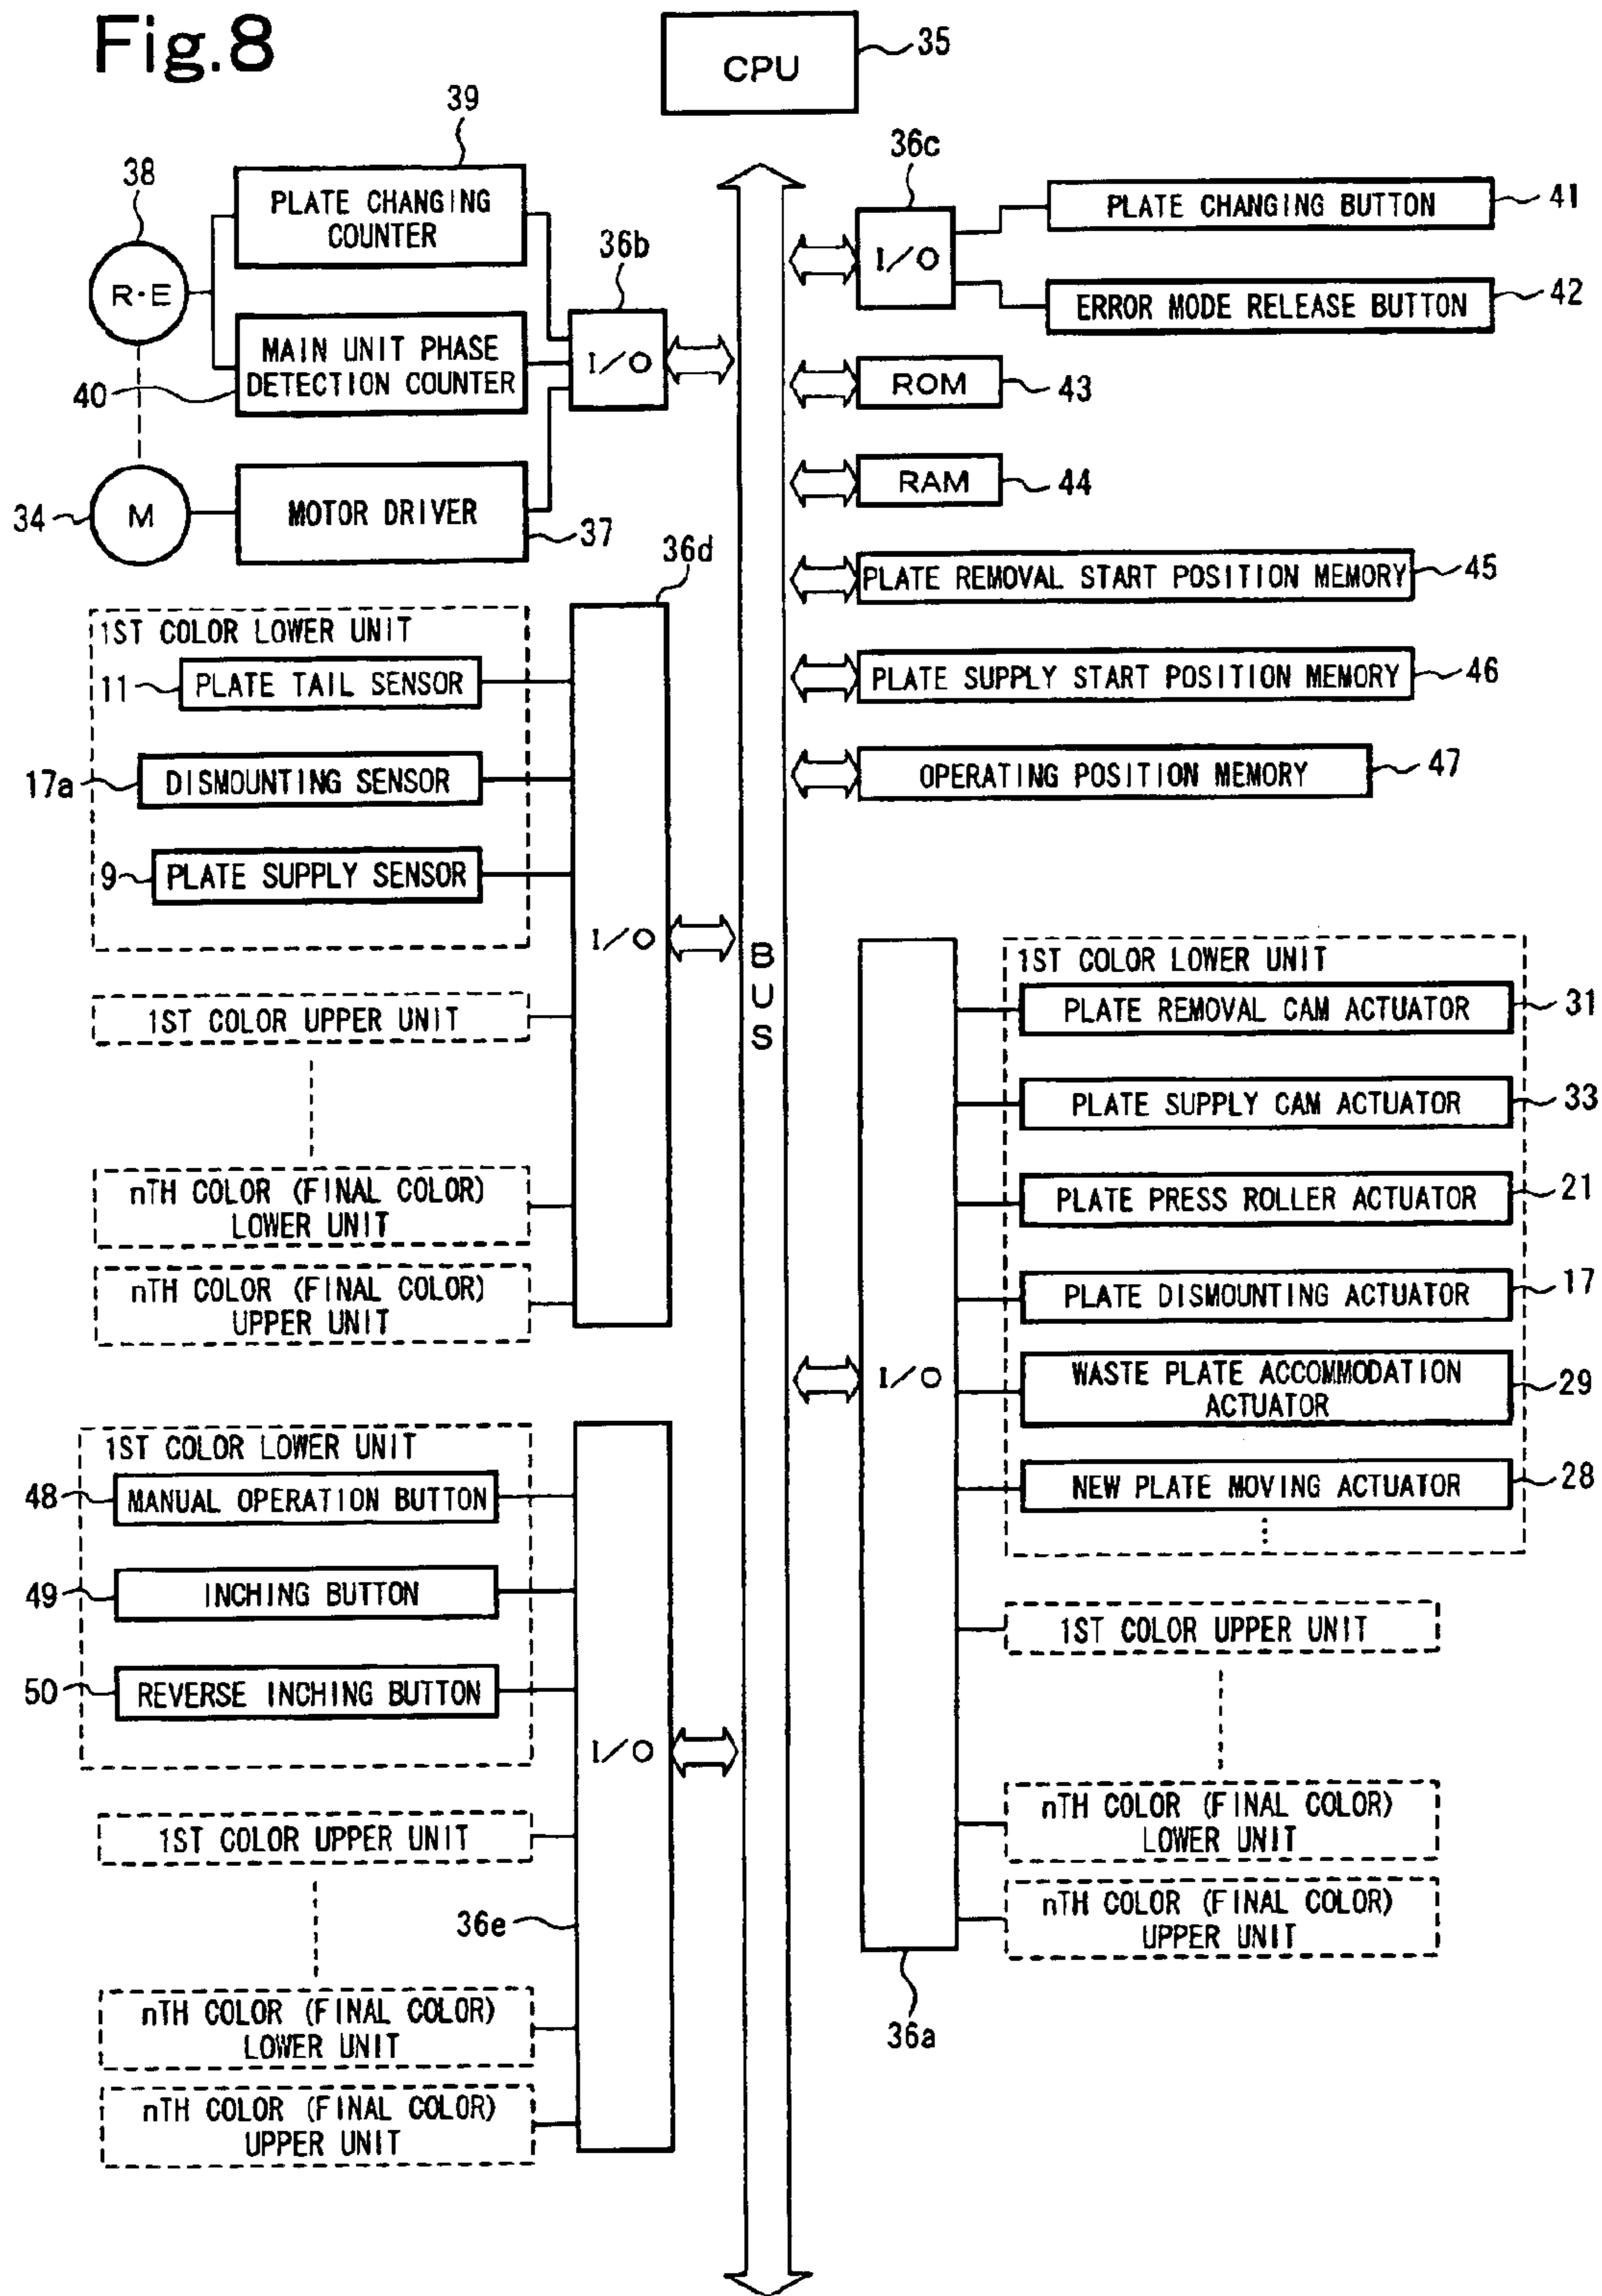 Fig.8
CPU
35
39
38
PLATE CHANGING
COUNTER
R·E
MAIN UNIT PHASE
DETECTION COUNTER
40
36b
I/O
34
M
MOTOR DRIVER
37
36c
I/O
PLATE CHANGING BUTTON
41
ERROR MODE RELEASE BUTTON
42
ROM
43
RAM
44
PLATE REMOVAL START POSITION MEMORY
45
PLATE SUPPLY START POSITION MEMORY
46
OPERATING POSITION MEMORY
47
36d
1ST COLOR LOWER UNIT
11
PLATE TAIL SENSOR
17a
DISMOUNTING SENSOR
9
PLATE SUPPLY SENSOR
I/O
1ST COLOR UPPER UNIT
nTH COLOR (FINAL COLOR)
LOWER UNIT
nTH COLOR (FINAL COLOR)
UPPER UNIT
BUS
1ST COLOR LOWER UNIT
PLATE REMOVAL CAM ACTUATOR
31
PLATE SUPPLY CAM ACTUATOR
33
PLATE PRESS ROLLER ACTUATOR
21
PLATE DISMOUNTING ACTUATOR
17
I/O
WASTE PLATE ACCOMMODATION
ACTUATOR
29
NEW PLATE MOVING ACTUATOR
28
1ST COLOR UPPER UNIT
nTH COLOR (FINAL COLOR)
LOWER UNIT
nTH COLOR (FINAL COLOR)
UPPER UNIT
36a
1ST COLOR LOWER UNIT
48
MANUAL OPERATION BUTTON
49
INCHING BUTTON
50
REVERSE INCHING BUTTON
I/O
1ST COLOR UPPER UNIT
36e
nTH COLOR (FINAL COLOR)
LOWER UNIT
nTH COLOR (FINAL COLOR)
UPPER UNIT